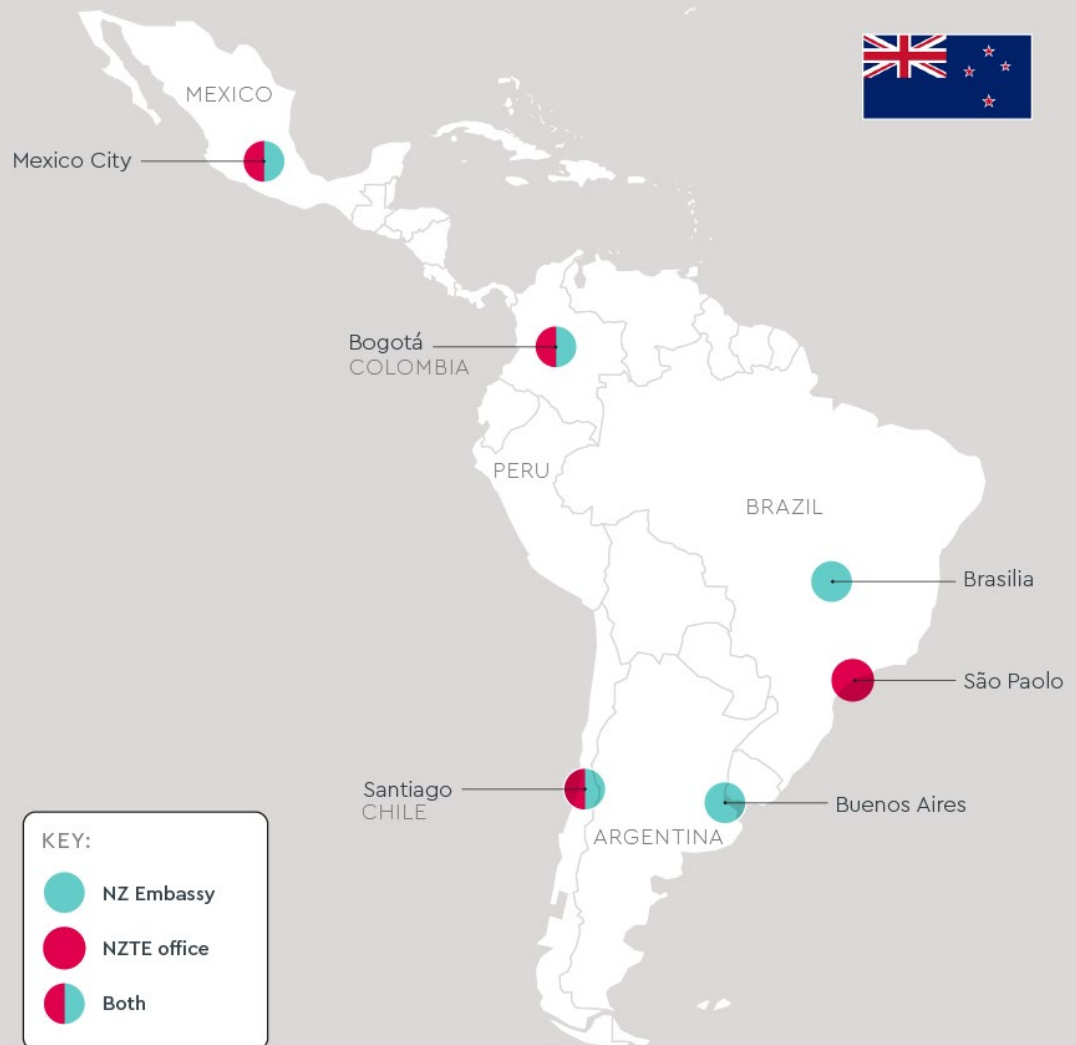 MEXICO
Mexico City
Bogotá
COLOMBIA
PERU
BRAZIL
Brasilia
São Paolo
Santiago
CHILE
Buenos Aires
ARGENTINA
KEY:
NZ Embassy
NZTE office
Both